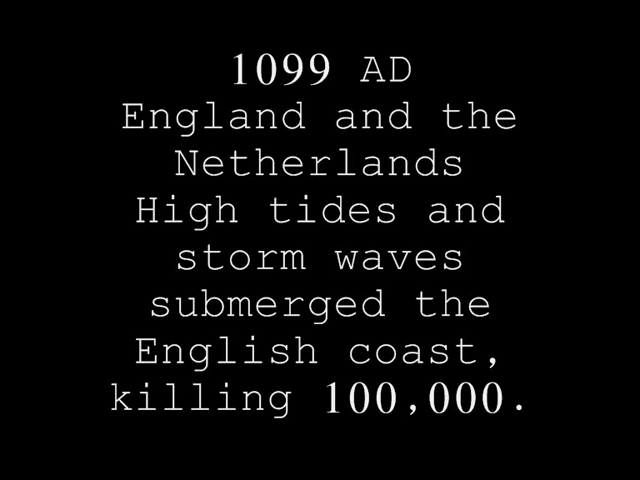 1099 AD
England and the
Netherlands
High tides and
storm waves
submerged the
English coast,
killing 100,000.